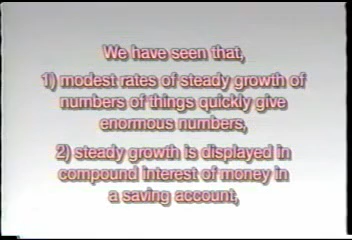 We have seen that,
1) modest rates of steady growth of
numbers of things quickly give
enormous numbers,
2) steady growth is displayed in
compound interest of money in
a saving account,